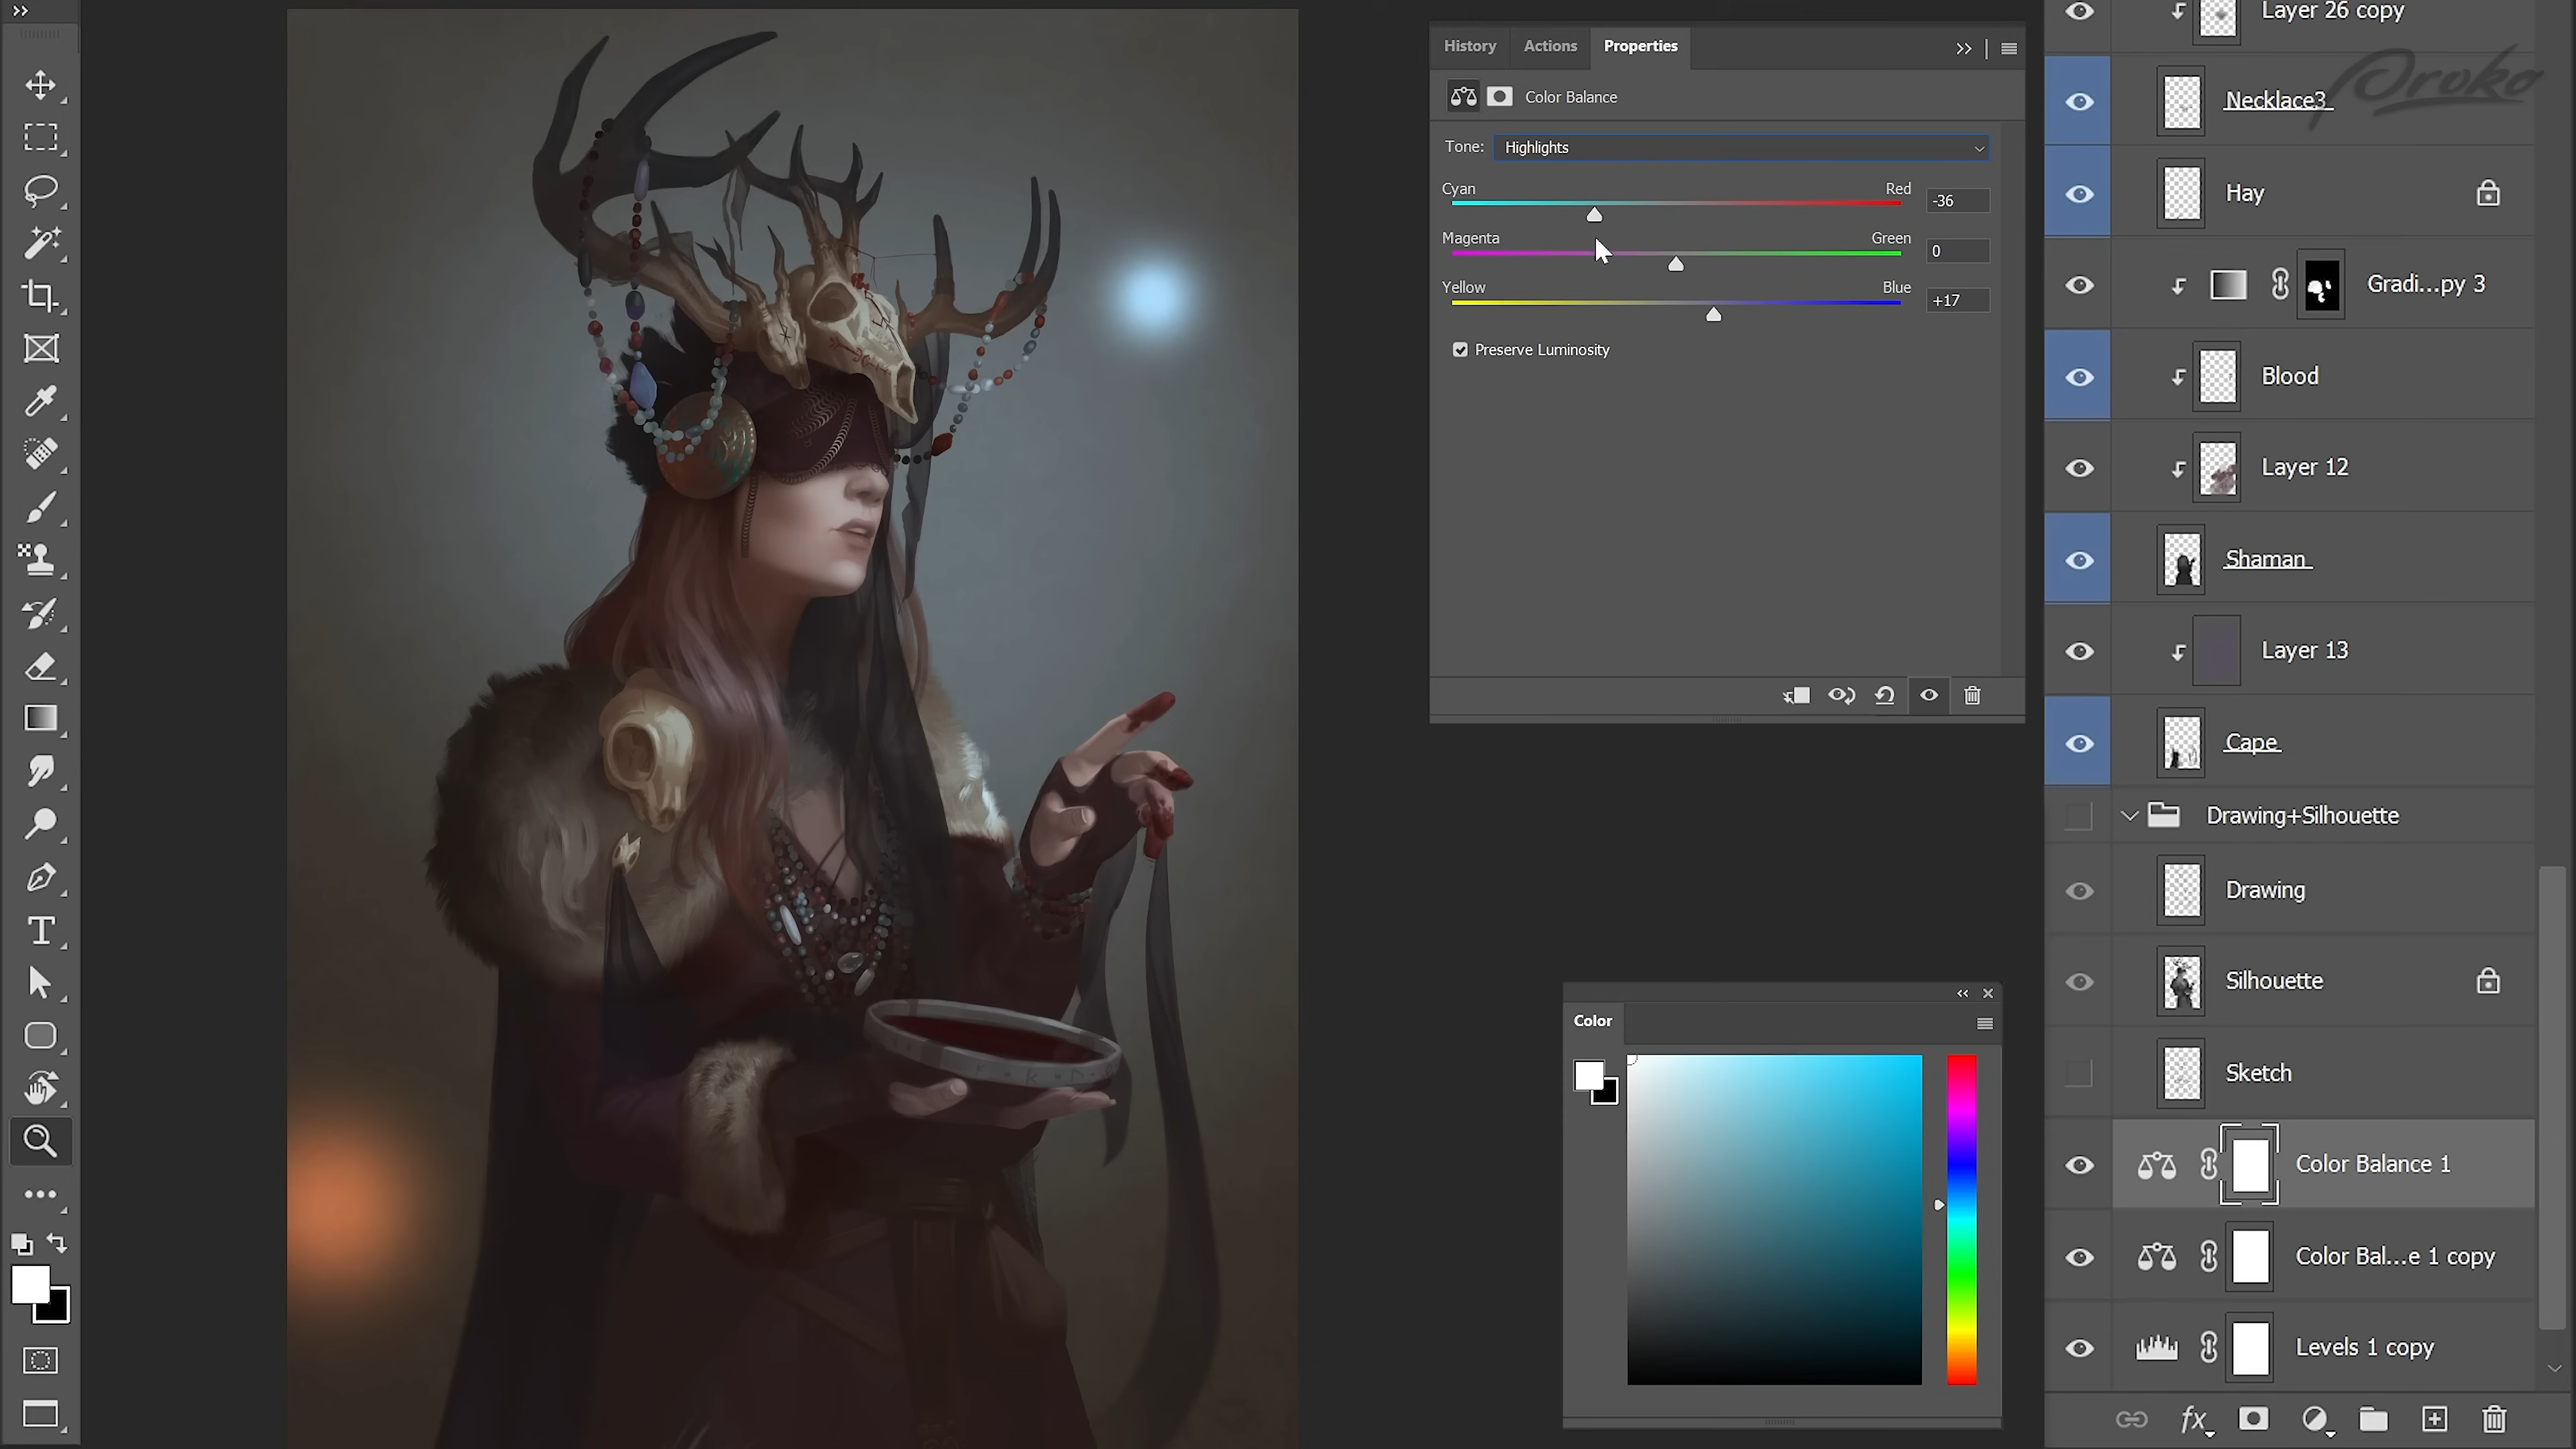 History Actions Properties
Color Balance
Tone: Highlights
Cyan Red -36
Magenta Green 0
Yellow Blue +17
Preserve Luminosity
Color
Layer 26 copy
Proko
Necklace3
Hay
Gradi...py 3
Blood
Layer 12
Shaman
Layer 13
Cape
Drawing+Silhouette
Drawing
Silhouette
Sketch
Color Balance 1
Color Bal...e 1 copy
Levels 1 copy
fx